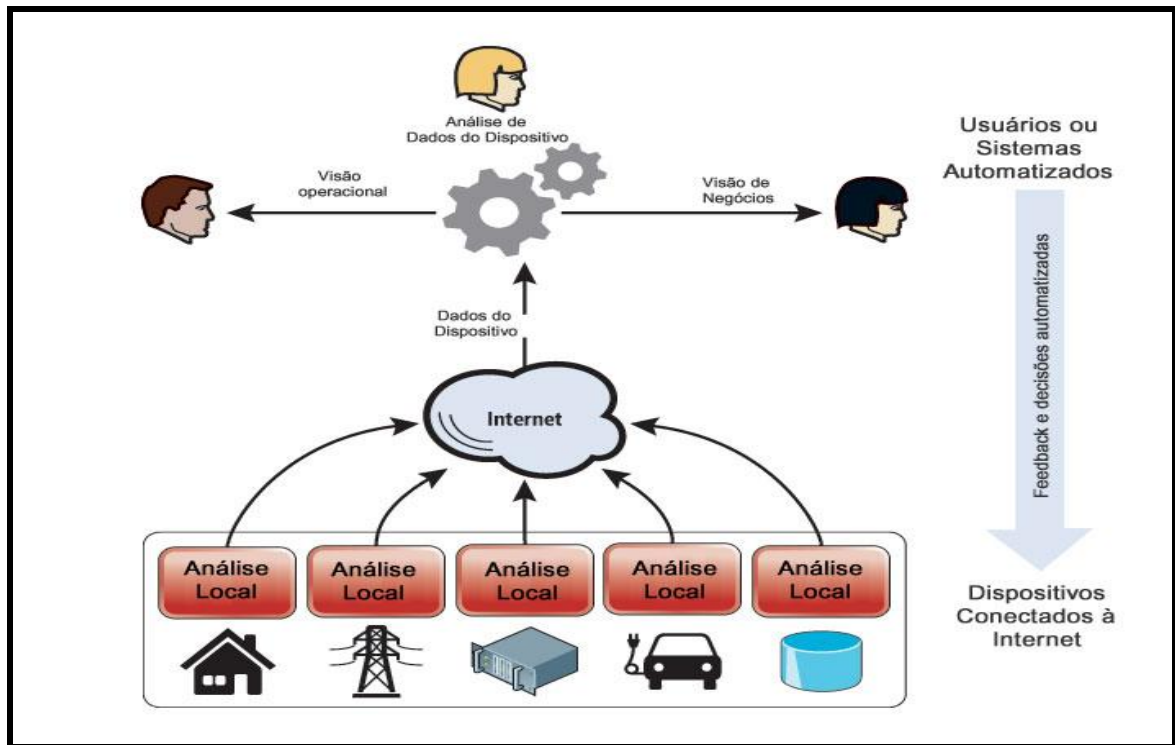 Análise de
Dados do Dispositivo
Usuários ou
Sistemas
Automatizados
Visão
operacional
Visão de
Negócios
Dados do
Dispositivo
Internet
Feedback e decisões automatizadas
Análise
Local
Análise
Local
Análise
Local
Análise
Local
Análise
Local
Dispositivos
Conectados à
Internet